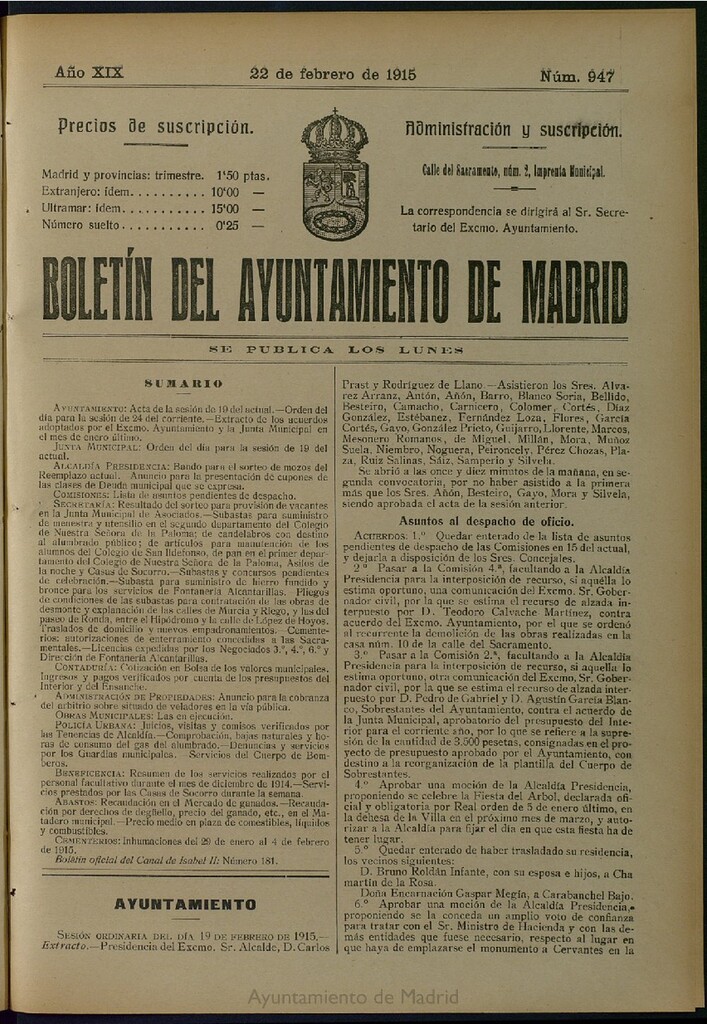 Año XIX
22 de febrero de 1915
Núm. 947
Precios de suscripción.
Madrid y provincias: trimestre. 1'50 ptas.
Extranjero: ídem.......... 10'00 —
Ultramar: ídem............ 15'00 —
Número suelto........... 0'25 —
Administración y suscripción.
Calle del Sacramento, núm. 2, Imprenta Municipal.
La correspondencia se dirigirá al Sr. Secre-
tario del Excmo. Ayuntamiento.
BOLETÍN DEL AYUNTAMIENTO DE MADRID
SE PUBLICA LOS LUNES
SUMARIO
AYUNTAMIENTO: Acta de la sesión de 19 del actual.—Orden del
día para la sesión de 24 del corriente.—Extracto de los acuerdos
adoptados por el Excmo. Ayuntamiento y la Junta Municipal en
el mes de enero último.
JUNTA MUNICIPAL: Orden del día para la sesión de 19 del
actual.
ALCALDÍA PRESIDENCIA: Bando para el sorteo de mozos del
Reemplazo actual. Anuncio para la presentación de cupones de
las clases de Deuda municipal que se expresa.
COMISIONES: Lista de asuntos pendientes de despacho.
SECRETARÍA: Resultado del sorteo para provisión de vacantes
en la Junta Municipal de Asociados.—Subastas para suministro
de menestra y utensilio en el segundo departamento del Colegio
de Nuestra Señora de la Paloma; de candelabros con destino
al alumbrado público; de artículos para manutención de los
alumnos del Colegio de San Ildefonso, de pan en el primer depar-
tamento del Colegio de Nuestra Señora de la Paloma, Asilos de
la noche y Casas de Socorro.—Subastas y concursos pendientes
de celebración.—Subasta para suministro de hierro fundido y
bronce para los servicios de Fontanería Alcantarillas. Pliegos
de condiciones de las subastas para contratación de las obras de
desmonte y explanación de las calles de Murcia y Riego, y las del
paseo de Ronda, entre el Hipódromo y la calle de López de Hoyos.
Traslados de domicilio y nuevos empadronamientos.—Cemente-
rios: autorizaciones de enterramiento concedidas a las Sacra-
mentales.—Licencias expedidas por los Negociados 3.º, 4.º, 6.º y
Dirección de Fontanería Alcantarillas.
CONTADURÍA: Cotización en Bolsa de los valores municipales.
Ingresos y pagos verificados por cuenta de los presupuestos del
Interior y del Ensanche.
ADMINISTRACIÓN DE PROPIEDADES: Anuncio para la cobranza
del arbitrio sobre situado de veladores en la vía pública.
OBRAS MUNICIPALES: Las en ejecución.
POLICÍA URBANA: Juicios, visitas y comisos verificados por
las Tenencias de Alcaldía.—Comprobación, bajas naturales y ho-
ras de consumo del gas del alumbrado.—Denuncias y servicios
por los Guardias municipales. Servicios del Cuerpo de Bom-
beros.
BENEFICENCIA: Resumen de los servicios realizados por el
personal facultativo durante el mes de diciembre de 1914.—Servi-
cios prestados por las Casas de Socorro durante la semana.
ABASTOS: Recaudación en el Mercado de ganados.—Recauda-
ción por derechos de degüello, precio del ganado, etc., en el Ma-
tadero municipal.—Precio medio en plaza de comestibles, líquidos
y combustibles.
CEMENTERIOS: Inhumaciones del 29 de enero al 4 de febrero
de 1915.
Boletín oficial del Canal de Isabel II: Número 181.
AYUNTAMIENTO
SESIÓN ORDINARIA DEL DÍA 19 DE FEBRERO DE 1915.—
Extracto.—Presidencia del Excmo. Sr. Alcalde, D. Carlos
Prast y Rodríguez de Llano.—Asistieron los Sres. Alva-
rez Arranz, Antón, Añón, Barro, Blanco Soria, Bellido,
Besteiro, Camacho, Carnicero, Colomer, Cortés, Díaz
González, Estébanez, Fernández Loza, Flores, García
Cortés, Gayo, González Prieto, Guijarro, Llorente, Marcos,
Mesonero Romanos, de Miguel, Millán, Mora, Muñoz
Suela, Niembro, Noguera, Peironcely, Pérez Chozas, Pla-
za, Ruiz Salinas, Sáiz, Samperio y Silvela.
Se abrió a las once y diez minutos de la mañana, en se-
gunda convocatoria, por no haber asistido a la primera
más que los Sres. Añón, Besteiro, Gayo, Mora y Silvela,
siendo aprobada el acta de la sesión anterior.
Asuntos al despacho de oficio.
ACUERDOS: 1.º Quedar enterado de la lista de asuntos
pendientes de despacho de las Comisiones en 15 del actual,
y dejarla a disposición de los Sres. Concejales.
2.º Pasar a la Comisión 4.ª, facultando a la Alcaldía
Presidencia para la interposición de recurso, si aquélla lo
estima oportuno, una comunicación del Excmo. Sr. Gober-
nador civil, por la que se estima el recurso de alzada in-
terpuesto por D. Teodoro Calvache Martínez, contra
acuerdo del Excmo. Ayuntamiento, por el que se ordenó
al recurrente la demolición de las obras realizadas en la
casa núm. 10 de la calle del Sacramento.
3.º Pasar a la Comisión 2.ª, facultando a la Alcaldía
Presidencia para la interposición de recurso, si aquello lo
estima oportuno, otra comunicación del Excmo. Sr. Gober-
nador civil, por la que se estima el recurso de alzada inter-
puesto por D. Pedro de Gabriel y D. Agustín García Blan-
co, Sobrestantes del Ayuntamiento, contra el acuerdo de
la Junta Municipal, aprobatorio del presupuesto del Inte-
rior para el corriente año, por lo que se refiere a la supre-
sión de la cantidad de 3.500 pesetas, consignadas en el pro-
yecto de presupuesto aprobado por el Ayuntamiento, con
destino a la reorganización de la plantilla del Cuerpo de
Sobrestantes.
4.º Aprobar una moción de la Alcaldía Presidencia,
proponiendo se celebre la Fiesta del Arbol, declarada ofi-
cial y obligatoria por Real orden de 5 de enero último, en
la dehesa de la Villa en el próximo mes de marzo, y auto-
rizar a la Alcaldía para fijar el día en que esta fiesta ha de
tener lugar.
5.º Quedar enterado de haber trasladado su residencia,
los vecinos siguientes:
D. Bruno Roldán Infante, con su esposa e hijos, a Cha
martín de la Rosa.
Doña Encarnación Gaspar Megín, a Carabanchel Bajo.
6.º Aprobar una moción de la Alcaldía Presidencia,
proponiendo se la conceda un amplio voto de confianza
para tratar con el Sr. Ministro de Hacienda y con las de-
más entidades que fuese necesario, respecto al lugar en
que haya de emplazarse el monumento a Cervantes en la
Ayuntamiento de Madrid